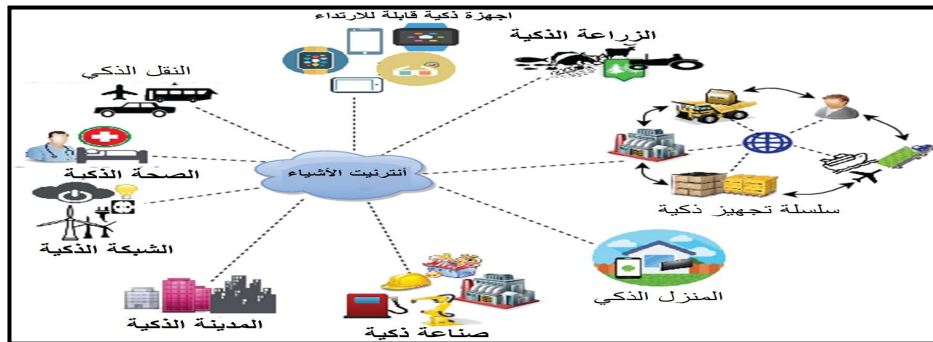 اجهزة ذكية قابلة للارتداء
الزراعة الذكية
النقل الذكي
الصحة الذكية
أنترنيت الأشياء
سلسلة تجهيز ذكية
الشبكة الذكية
المنزل الذكي
المدينة الذكية
صناعة ذكية